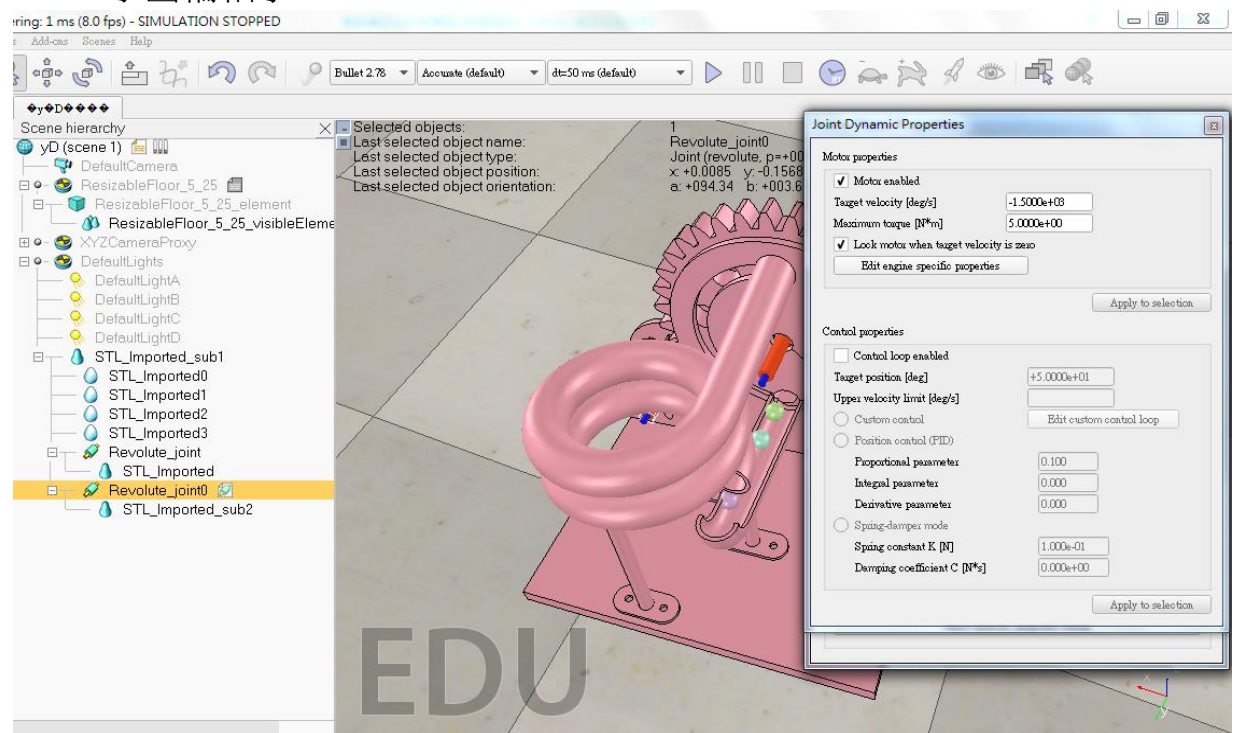 ering: 1 ms (8.0 fps) - SIMULATION STOPPED
Add-ons Scenes Help
Bullet 2.78 Accurate (default) dt=50 ms (default)
�y�D����
Scene hierarchy
yD (scene 1)
DefaultCamera
ResizableFloor_5_25
ResizableFloor_5_25_element
ResizableFloor_5_25_visibleEleme
XYZCameraProxy
DefaultLights
DefaultLightA
DefaultLightB
DefaultLightC
DefaultLightD
STL_Imported_sub1
STL_Imported0
STL_Imported1
STL_Imported2
STL_Imported3
Revolute_joint
STL_Imported
Revolute_joint0
STL_Imported_sub2
Selected objects: 1
Last selected object name: Revolute_joint0
Last selected object type: Joint (revolute, p=+00
Last selected object position: x: +0.0085 y: -0.1568
Last selected object orientation: a: +094.34 b: +003.6
EDU
Joint Dynamic Properties
Motor properties
Motor enabled
Target velocity [deg/s] -1.5000e+03
Maximum torque [N*m] 5.0000e+00
Lock motor when target velocity is zero
Edit engine specific properties
Apply to selection
Control properties
Control loop enabled
Target position [deg] +5.0000e+01
Upper velocity limit [deg/s]
Custom control Edit custom control loop
Position control (PID)
Proportional parameter 0.100
Integral parameter 0.000
Derivative parameter 0.000
Spring-damper mode
Spring constant K [N] 1.000e-01
Damping coefficient C [N*s] 0.000e+00
Apply to selection
x
y